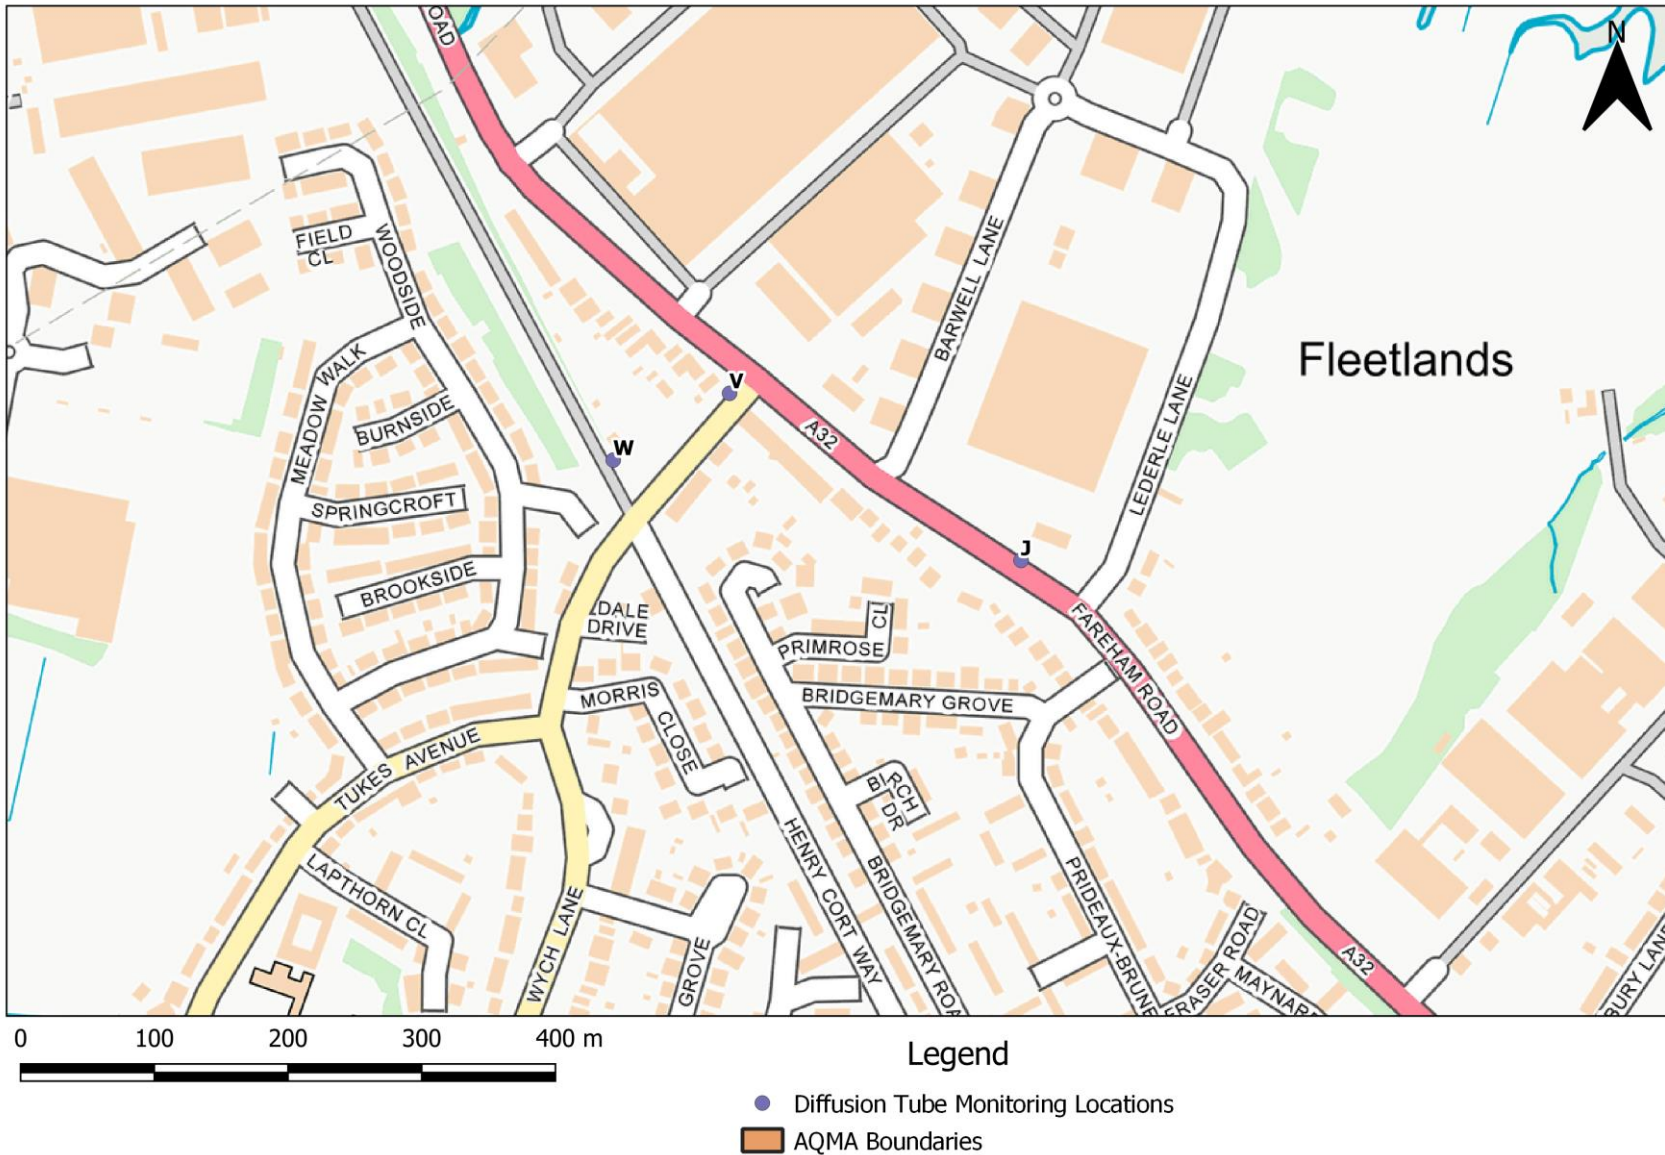 OAD
N
FIELD
CL
WOODSIDE
BARWELL LANE
Fleetlands
MEADOW WALK
V
BURNSIDE
A32
LEDERLE LANE
W
SPRINGCROFT
J
BROOKSIDE
LDALE
DRIVE
PRIMROSE CL
FAREHAM ROAD
MORRIS
CLOSE
BRIDGEMARY GROVE
TUKES AVENUE
BIRCH
DR
HENRY CORT WAY
BRIDGEMARY ROA
PRIDEAUX-BRUNE
LAPTHORN CL
WYCH LANE
GROVE
FRASER ROAD
MAYNAR
A32
BURY LANE
0 100 200 300 400 m
Legend
Diffusion Tube Monitoring Locations
AQMA Boundaries